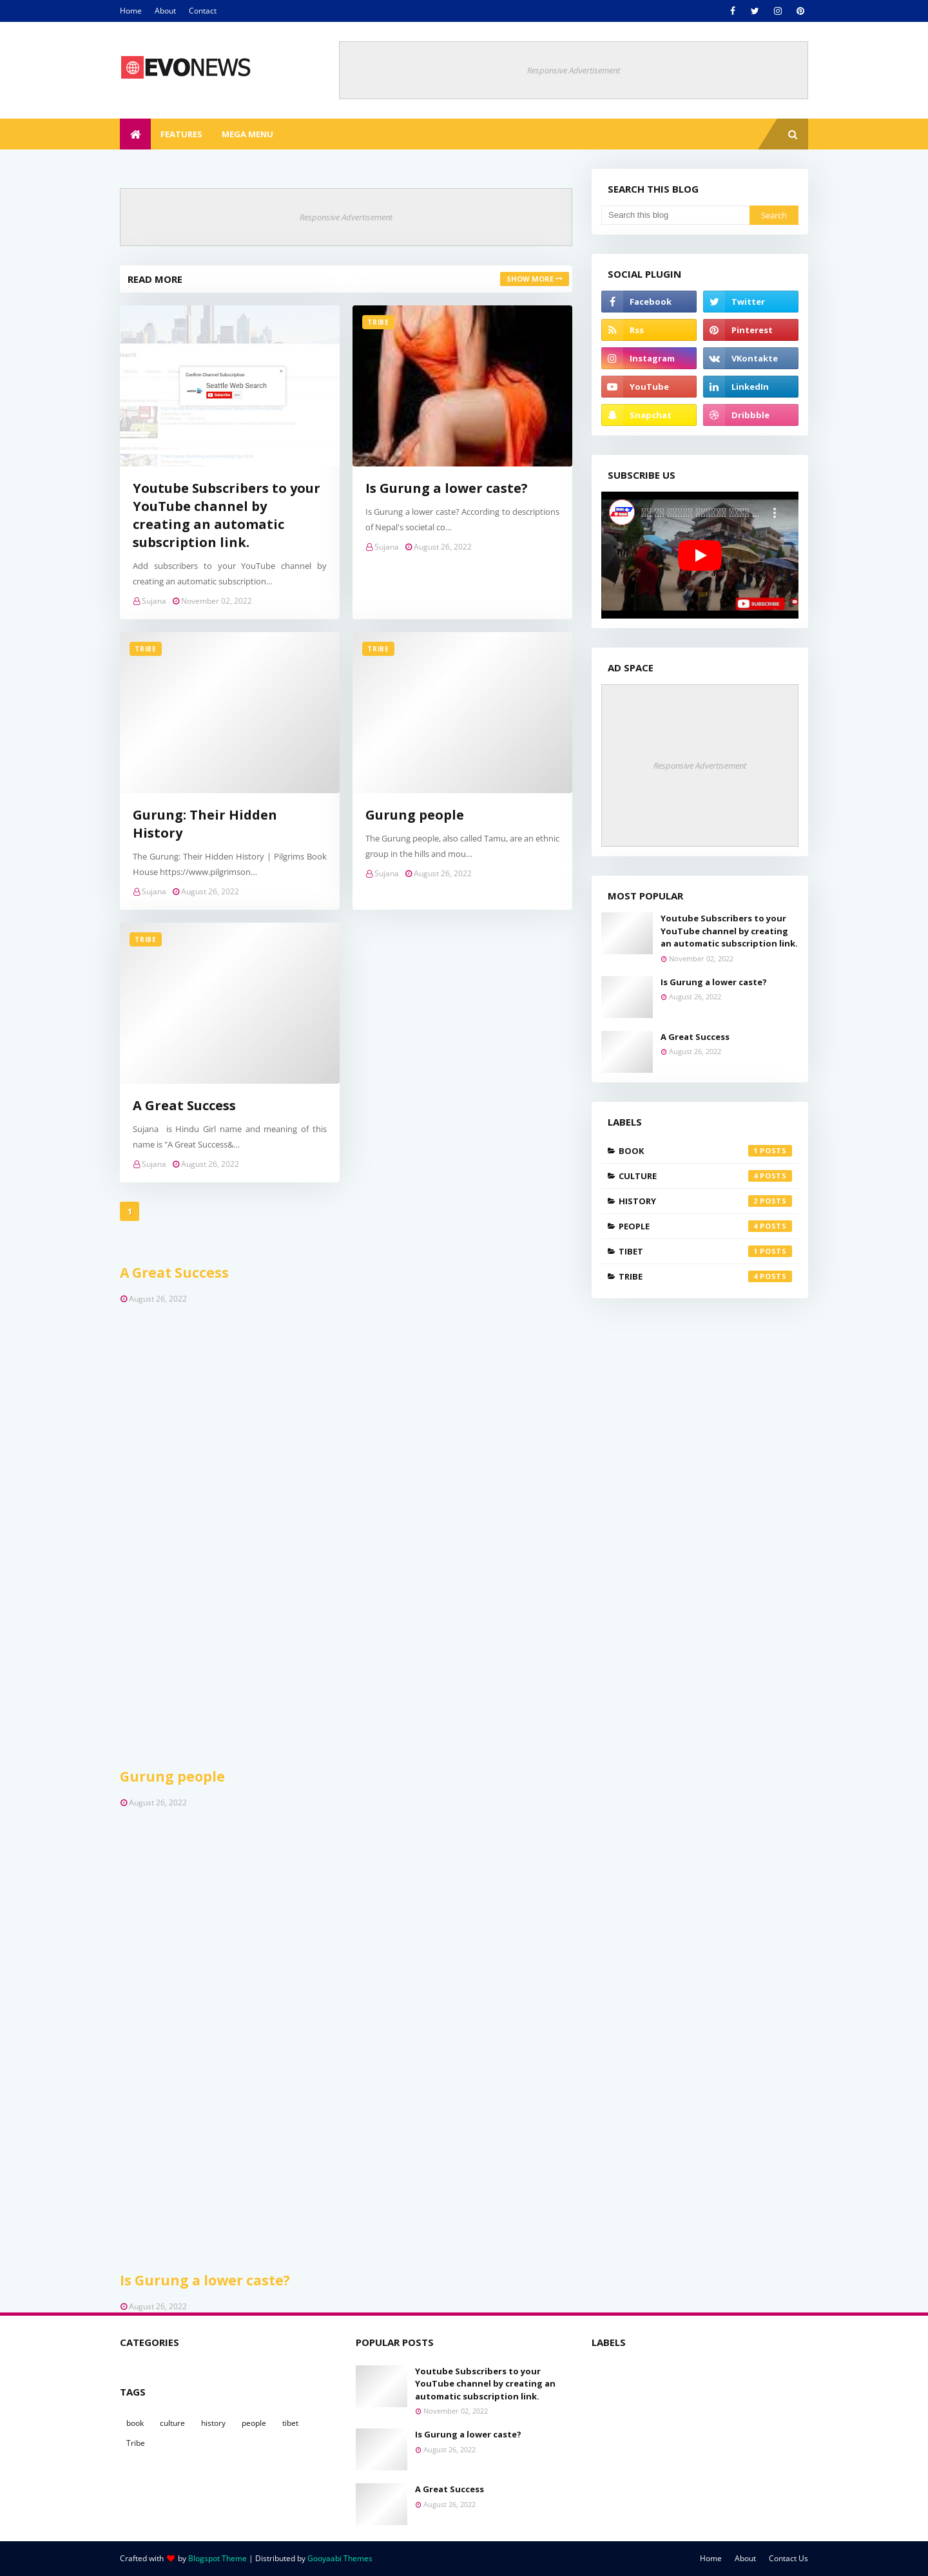 Home About Contact
EVONEWS
Responsive Advertisement
FEATURES MEGA MENU
Responsive Advertisement
READ MORE
SHOW MORE
Confirm Channel Subscription
Seattle Web Search
Subscribe
Youtube Subscribers to your
YouTube channel by
creating an automatic
subscription link.
Add subscribers to your YouTube channel by
creating an automatic subscription...
Sujana November 02, 2022
TRIBE
Is Gurung a lower caste?
Is Gurung a lower caste? According to descriptions
of Nepal's societal co...
Sujana August 26, 2022
TRIBE
Gurung: Their Hidden
History
The Gurung: Their Hidden History | Pilgrims Book
House https://www.pilgrimson...
Sujana August 26, 2022
TRIBE
Gurung people
The Gurung people, also called Tamu, are an ethnic
group in the hills and mou...
Sujana August 26, 2022
TRIBE
A Great Success
Sujana is Hindu Girl name and meaning of this
name is "A Great Success&...
Sujana August 26, 2022
1
A Great Success
August 26, 2022
Gurung people
August 26, 2022
Is Gurung a lower caste?
August 26, 2022
SEARCH THIS BLOG
Search this blog
Search
SOCIAL PLUGIN
Facebook
Twitter
Rss
Pinterest
Instagram
VKontakte
YouTube
LinkedIn
Snapchat
Dribbble
SUBSCRIBE US
SUBSCRIBE
AD SPACE
Responsive Advertisement
MOST POPULAR
Youtube Subscribers to your
YouTube channel by creating
an automatic subscription link.
November 02, 2022
Is Gurung a lower caste?
August 26, 2022
A Great Success
August 26, 2022
LABELS
BOOK 1 POSTS
CULTURE 4 POSTS
HISTORY 2 POSTS
PEOPLE 4 POSTS
TIBET 1 POSTS
TRIBE 4 POSTS
CATEGORIES
TAGS
book culture history people tibet
Tribe
POPULAR POSTS
Youtube Subscribers to your
YouTube channel by creating an
automatic subscription link.
November 02, 2022
Is Gurung a lower caste?
August 26, 2022
A Great Success
August 26, 2022
LABELS
Crafted with by Blogspot Theme | Distributed by Gooyaabi Themes
Home About Contact Us